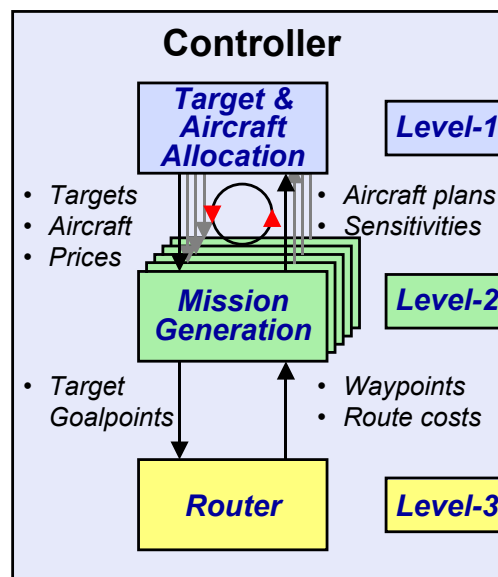 Controller
Target &
Aircraft
Allocation
Level-1
• Targets
• Aircraft
• Prices
• Aircraft plans
• Sensitivities
Mission
Generation
Level-2
• Target
Goalpoints
• Waypoints
• Route costs
Router
Level-3